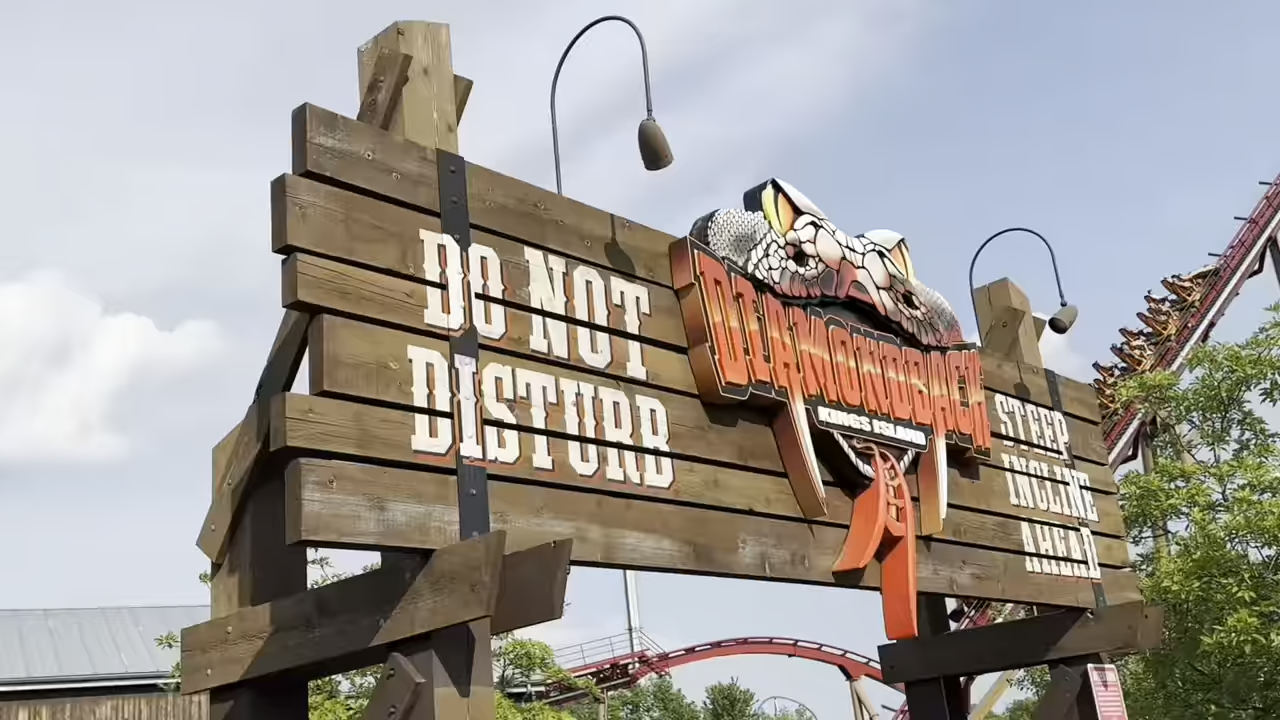 DO NOT
DISTURB
DIAMONDBACK
KINGS ISLAND
STEEP
INCLINE
AHEAD